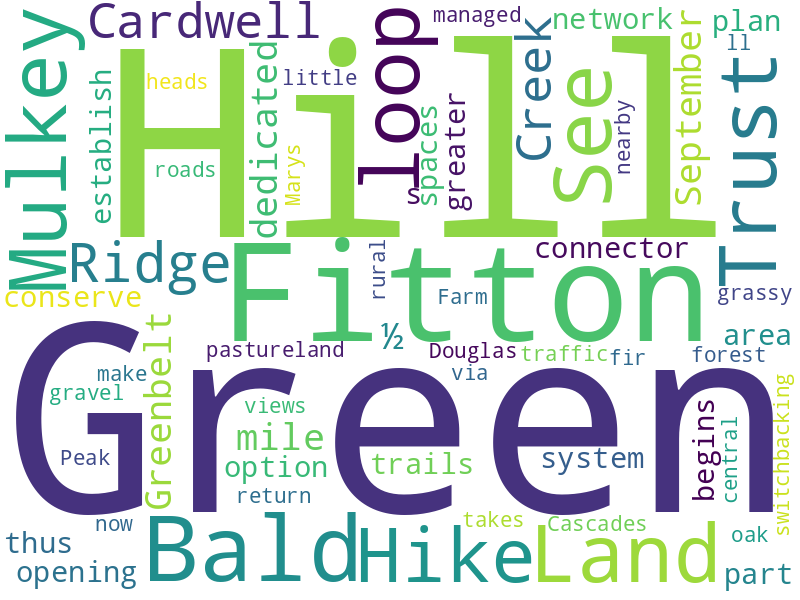 Cardwell
managed
network
plan
ll
Mulkey
heads
establish
roads
dedicated
Hill
little
Marys
loop
s
spaces
greater
Creek
See
nearby
September
Trust
Ridge
conserve
Fitton
rural
connector
Farm
grassy
½
area
pastureland
Douglas
traffic
fir
forest
via
Greenbelt
make
gravel
Green
views
Peak
mile
option
trails
system
begins
central
switchbacking
return
now
thus
opening
Bald
Hike
takes
Land
Cascades
oak
part